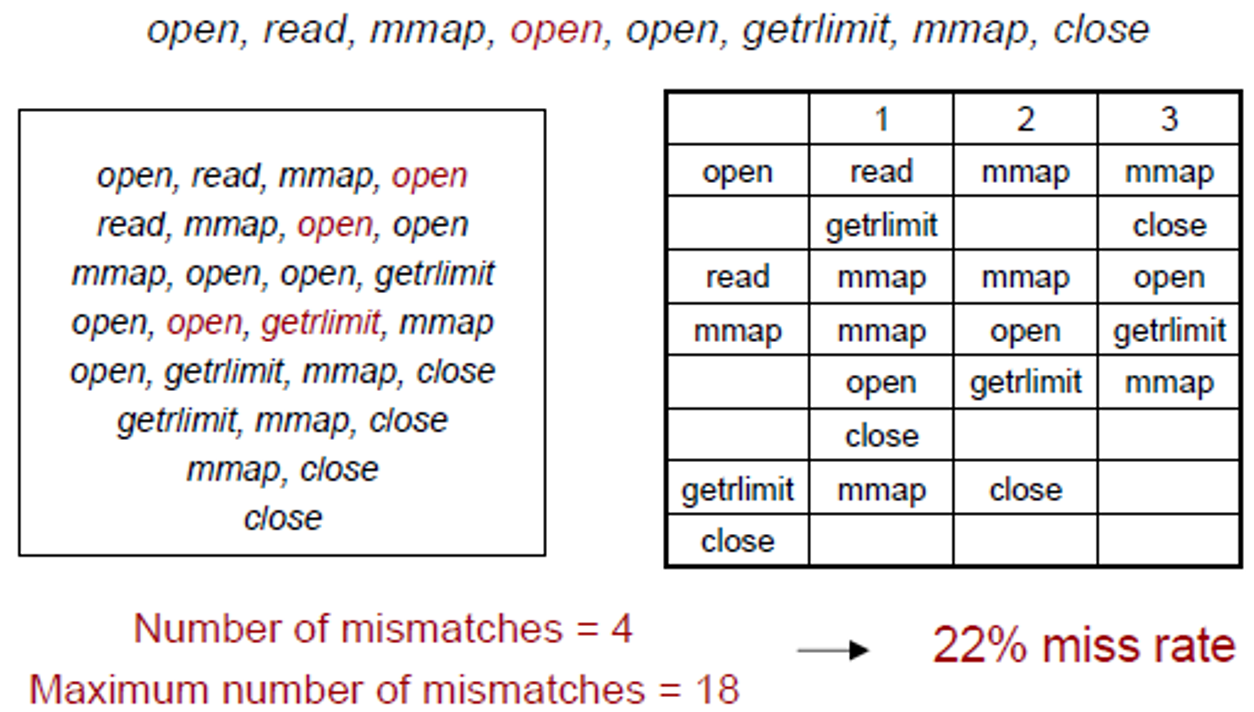 open, read, mmap, open, open, getrlimit, mmap, close
open, read, mmap, open
read, mmap, open, open
mmap, open, open, getrlimit
open, open, getrlimit, mmap
open, getrlimit, mmap, close
getrlimit, mmap, close
mmap, close
close
1 2 3
open read mmap mmap
getrlimit close
read mmap mmap open
mmap mmap open getrlimit
open getrlimit mmap
close
getrlimit mmap close
close
Number of mismatches = 4
Maximum number of mismatches = 18
22% miss rate